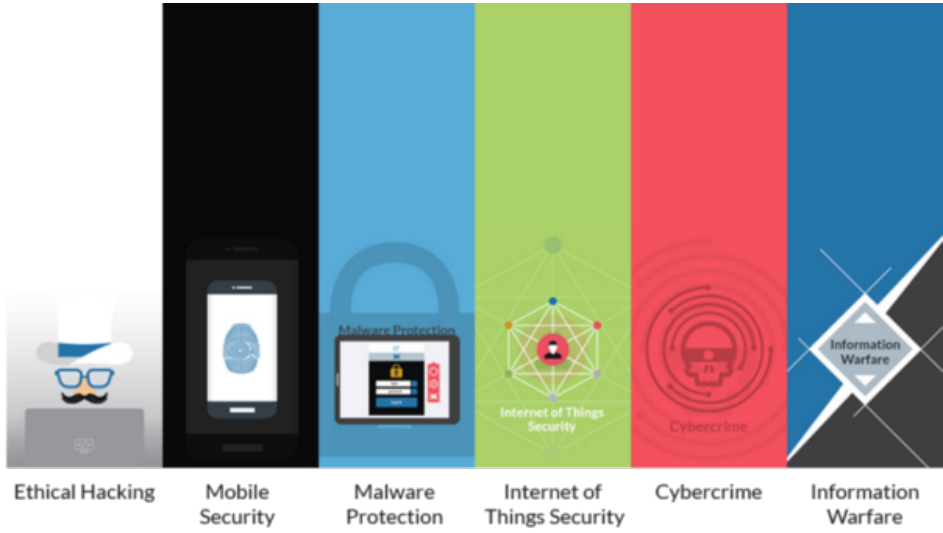 Malware Protection
Internet of Things
Security
Cybercrime
Information
Warfare
Ethical Hacking
Mobile
Security
Malware
Protection
Internet of
Things Security
Cybercrime
Information
Warfare